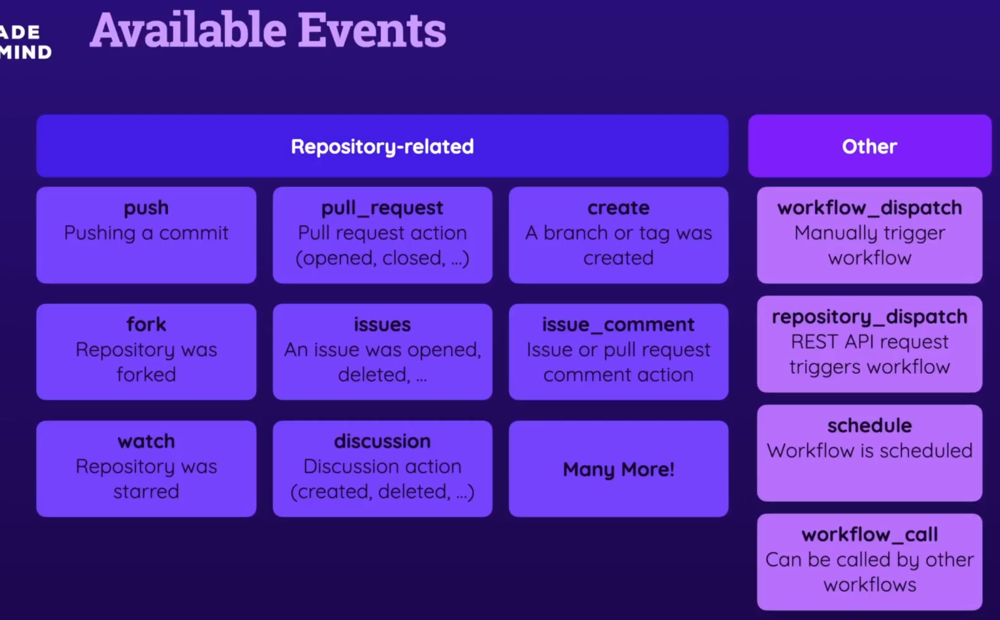 ADE
MIND
Available Events
Repository-related
Other
push
Pushing a commit
pull_request
Pull request action
(opened, closed, ...)
create
A branch or tag was
created
workflow_dispatch
Manually trigger
workflow
fork
Repository was
forked
issues
An issue was opened,
deleted, ...
issue_comment
Issue or pull request
comment action
repository_dispatch
REST API request
triggers workflow
watch
Repository was
starred
discussion
Discussion action
(created, deleted, ...)
Many More!
schedule
Workflow is scheduled
workflow_call
Can be called by other
workflows